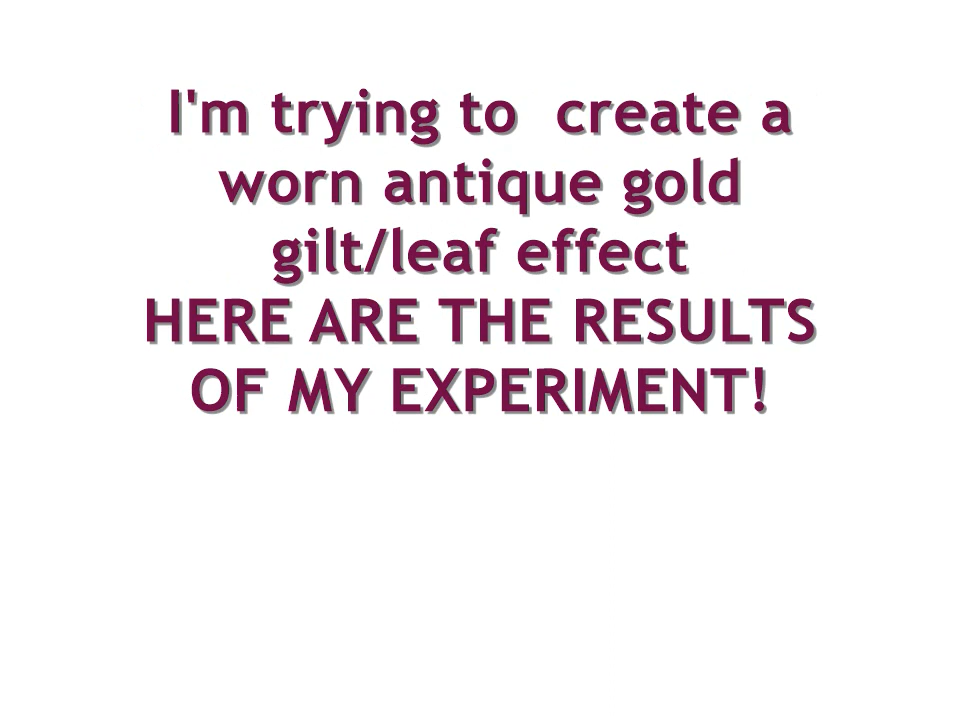 I'm trying to  create a
worn antique gold
gilt/leaf effect
HERE ARE THE RESULTS
OF MY EXPERIMENT!